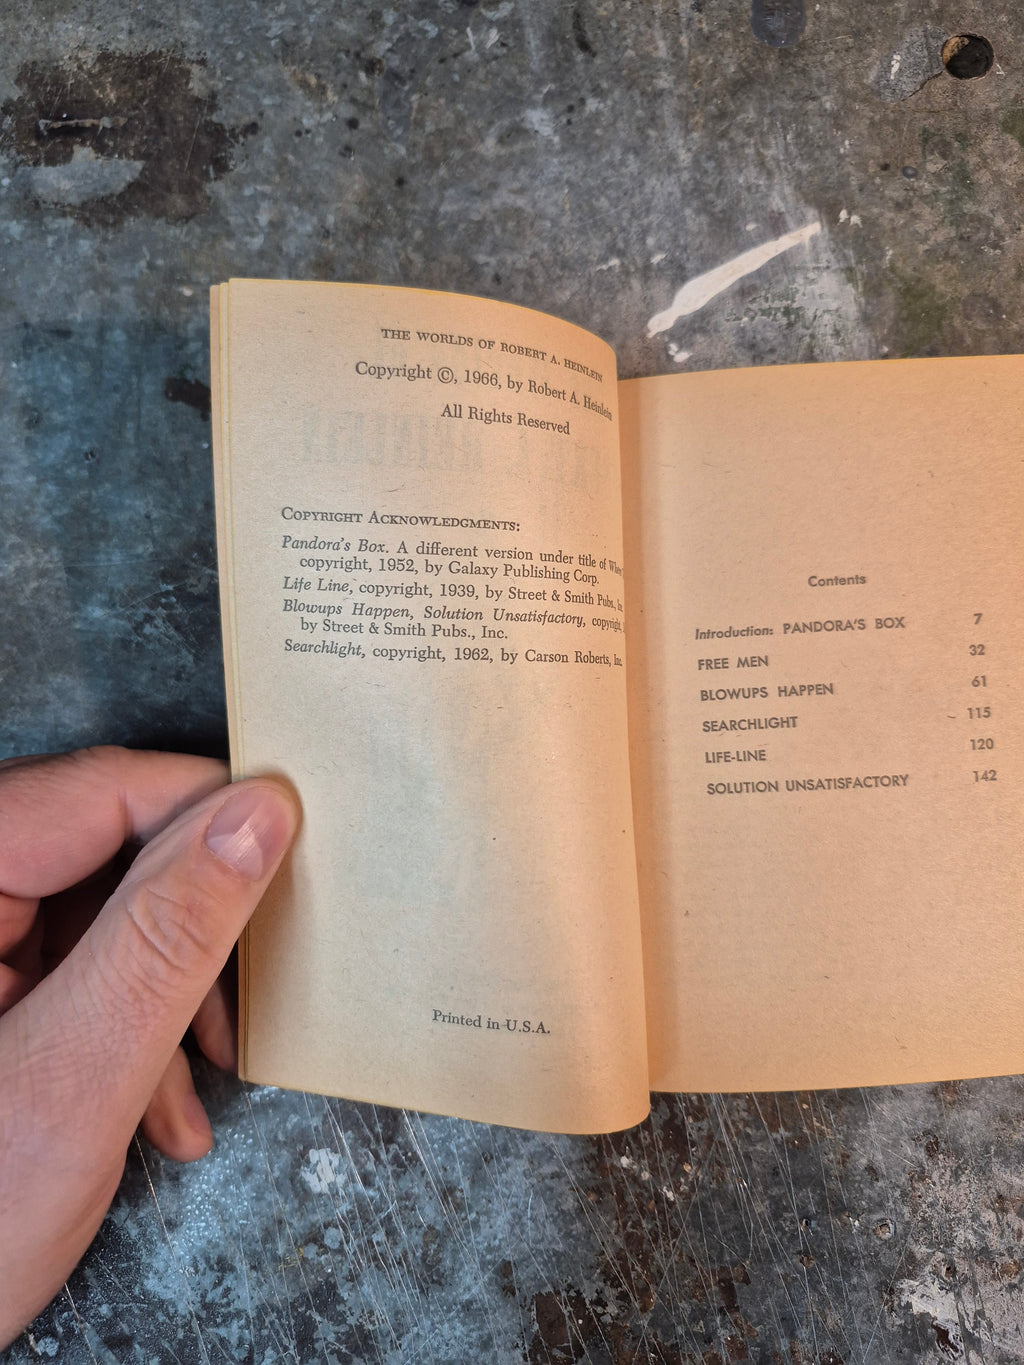 THE WORLDS OF ROBERT A. HEINLEIN
Copyright ©, 1966, by Robert A. Heinlein
All Rights Reserved
COPYRIGHT ACKNOWLEDGMENTS:
Pandora's Box. A different version under title of
copyright, 1952, by Galaxy Publishing Corp.
Life Line, copyright, 1939, by Street & Smith Pubs., Inc.
Blowups Happen, Solution Unsatisfactory, copyright,
by Street & Smith Pubs., Inc.
Searchlight, copyright, 1962, by Carson Roberts, Inc.
Printed in U.S.A.
Contents
Introduction: PANDORA'S BOX 7
FREE MEN 32
BLOWUPS HAPPEN 61
SEARCHLIGHT 115
LIFE-LINE 120
SOLUTION UNSATISFACTORY 142